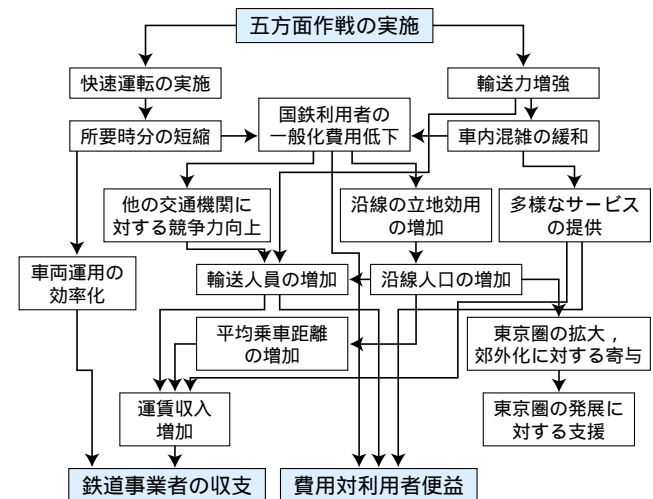 五方面作戦の実施
快速運転の実施
輸送力増強
国鉄利用者の
一般化費用低下
所要時分の短縮
車内混雑の緩和
他の交通機関に
対する競争力向上
沿線の立地効用
の増加
多様なサービス
の提供
車両運用の
効率化
輸送人員の増加
沿線人口の増加
平均乗車距離
の増加
東京圏の拡大,
郊外化に対する寄与
運賃収入
増加
東京圏の発展に
対する支援
鉄道事業者の収支
費用対利用者便益